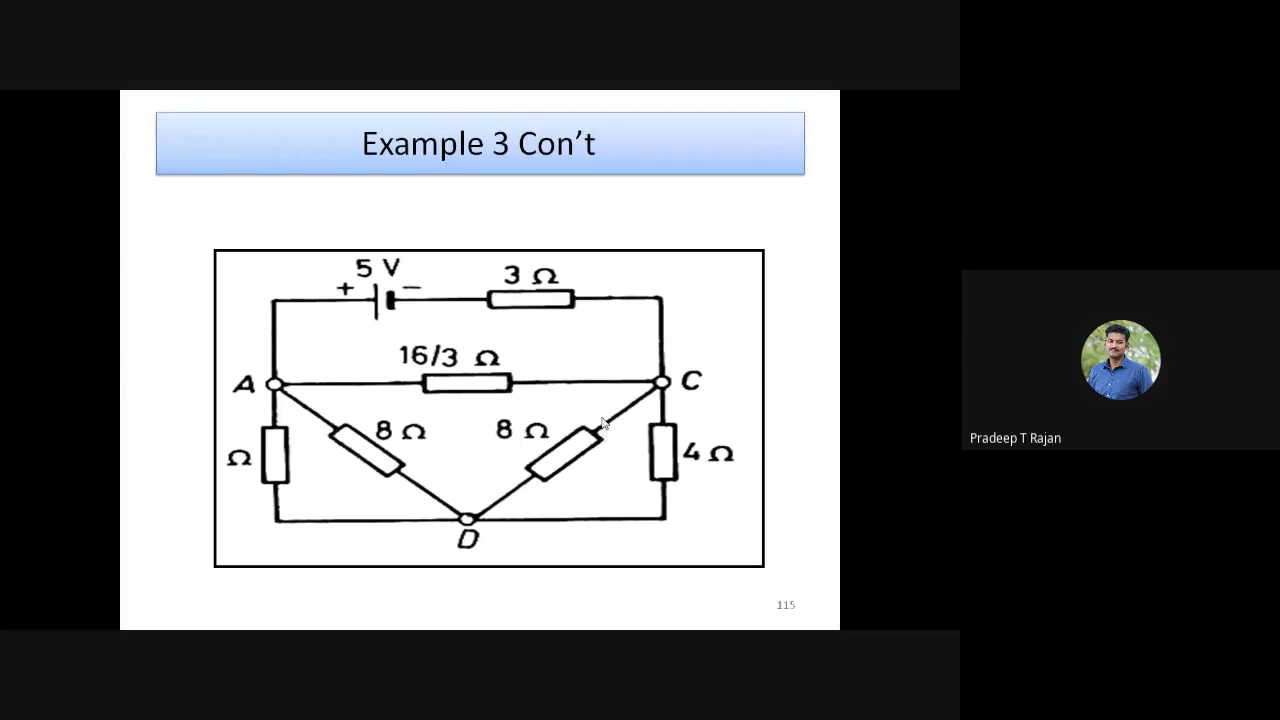 Example 3 Con't
5 V
+
−
3 Ω
16/3 Ω
A
C
8 Ω
8 Ω
Ω
4 Ω
D
Pradeep T Rajan
115